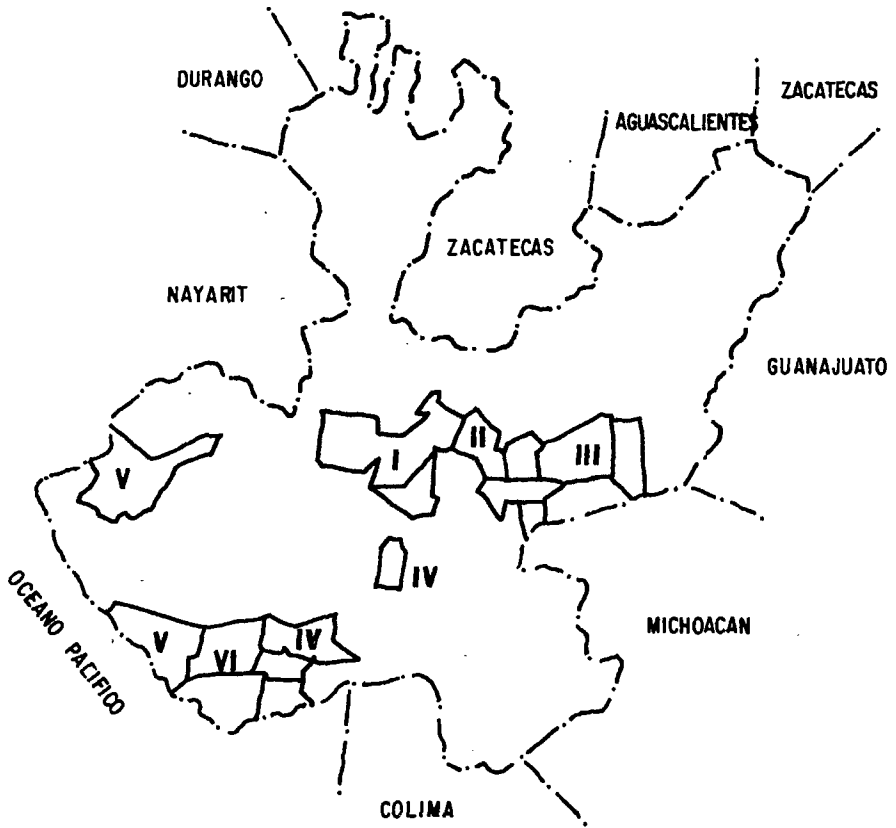 DURANGO
ZACATECAS
AGUASCALIENTES
ZACATECAS
NAYARIT
GUANAJUATO
I
II
III
V
IV
OCEANO PACIFICO
V
VI
IV
MICHOACAN
COLIMA